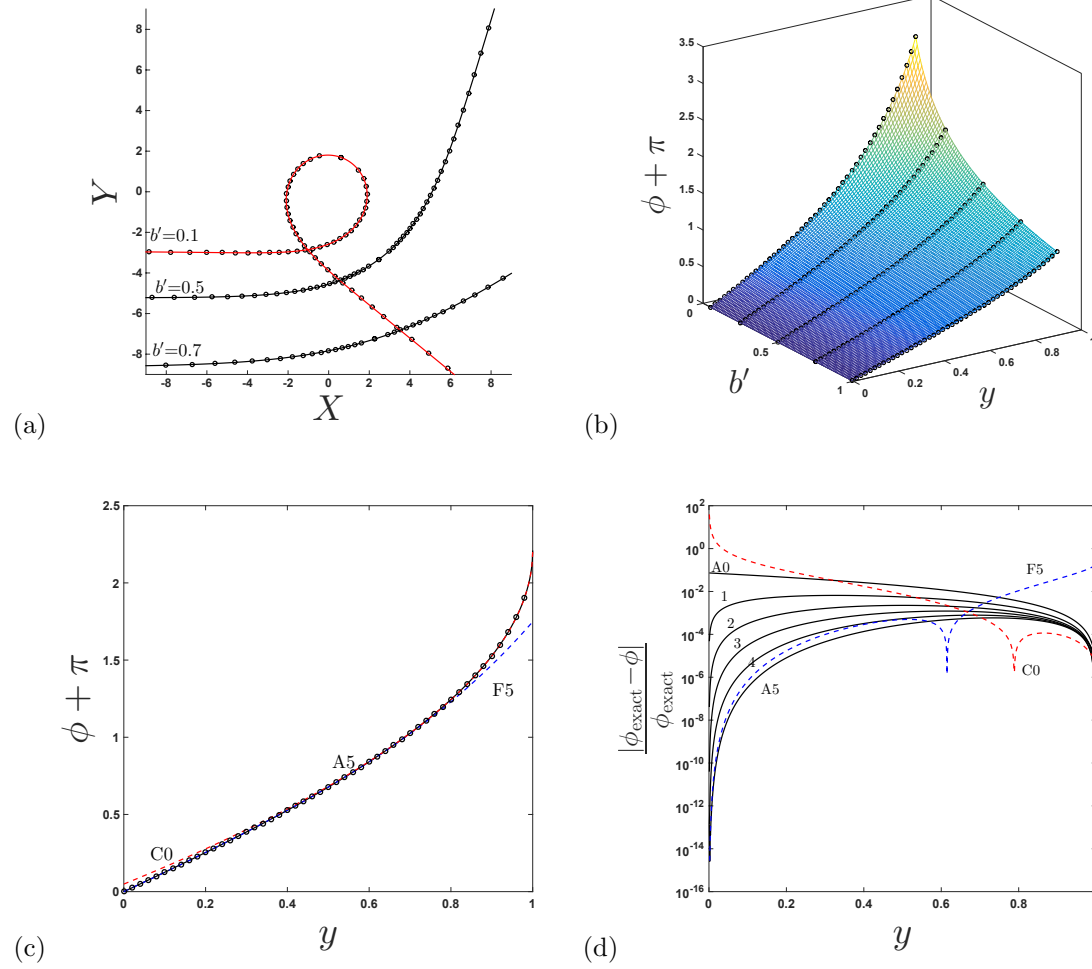 8
6
4
2
0
-2
-4
-6
-8
Y
b′=0.1
b′=0.5
b′=0.7
-8 -6 -4 -2 0 2 4 6 8
X
(a)
3.5
3
2.5
2
1.5
1
0.5
0
ϕ + π
0
0.5
1
b′
0 0.2 0.4 0.6 0.8 1
y
(b)
2.5
2
1.5
1
0.5
0
ϕ + π
F5
A5
C0
0 0.2 0.4 0.6 0.8 1
y
(c)
10^2
10^0
10^-2
10^-4
10^-6
10^-8
10^-10
10^-12
10^-14
10^-16
|ϕ_exact − ϕ|
ϕ_exact
F5
A0
1
2
3
4
A5
C0
0 0.2 0.4 0.6 0.8
y
(d)